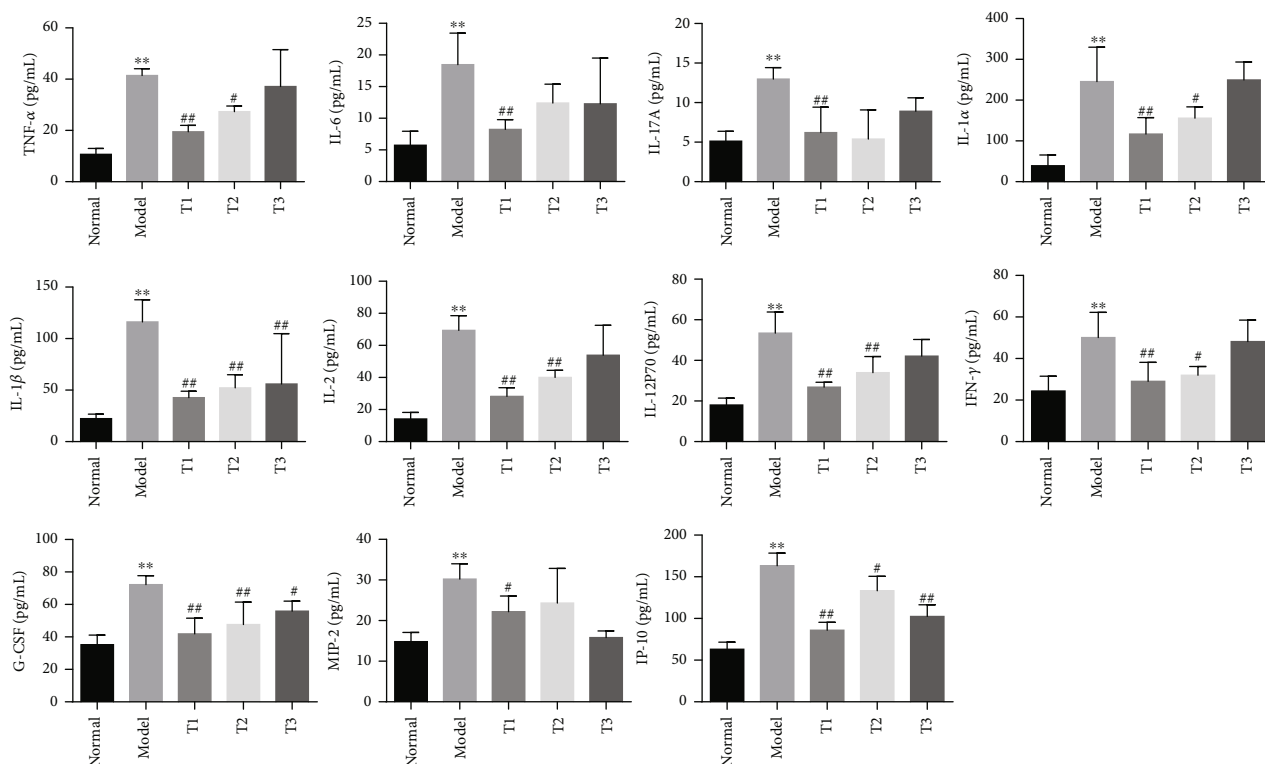 TNF-α (pg/mL)
60
40
20
0
**
##
#
Normal
Model
T1
T2
T3
IL-6 (pg/mL)
25
20
15
10
5
0
**
##
Normal
Model
T1
T2
T3
IL-17A (pg/mL)
20
15
10
5
0
**
##
Normal
Model
T1
T2
T3
IL-1α (pg/mL)
400
300
200
100
0
**
##
#
Normal
Model
T1
T2
T3
IL-1β (pg/mL)
150
100
50
0
**
##
##
##
Normal
Model
T1
T2
T3
IL-2 (pg/mL)
100
80
60
40
20
0
**
##
##
Normal
Model
T1
T2
T3
IL-12P70 (pg/mL)
80
60
40
20
0
**
##
##
Normal
Model
T1
T2
T3
IFN-γ (pg/mL)
80
60
40
20
0
**
##
#
Normal
Model
T1
T2
T3
G-CSF (pg/mL)
100
80
60
40
20
0
**
##
##
#
Normal
Model
T1
T2
T3
MIP-2 (pg/mL)
40
30
20
10
0
**
#
Normal
Model
T1
T2
T3
IP-10 (pg/mL)
200
150
100
50
0
**
##
#
##
Normal
Model
T1
T2
T3